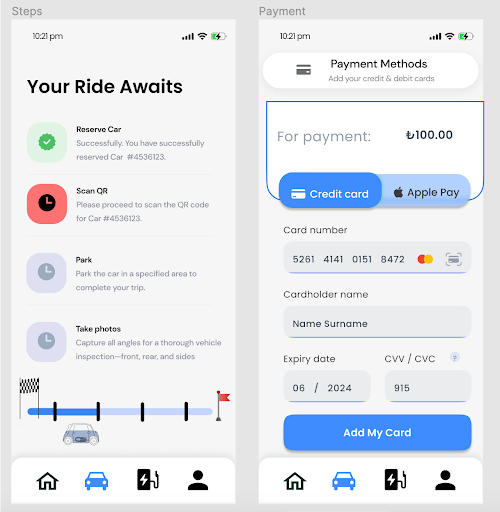 Steps
10:21 pm
Your Ride Awaits
Reserve Car
Successfully. You have successfully
reserved Car #4536123.
Scan QR
Please proceed to scan the QR code
for Car #4536123.
Park
Park the car in a specified area to
complete your trip.
Take photos
Capture all angles for a thorough vehicle
inspection—front, rear, and sides
Payment
10:21 pm
Payment Methods
Add your credit & debit cards
For payment:
₺100.00
Credit card
Apple Pay
Card number
5261 4141 0151 8472
Cardholder name
Name Surname
Expiry date
CVV / CVC
?
06 / 2024
915
Add My Card